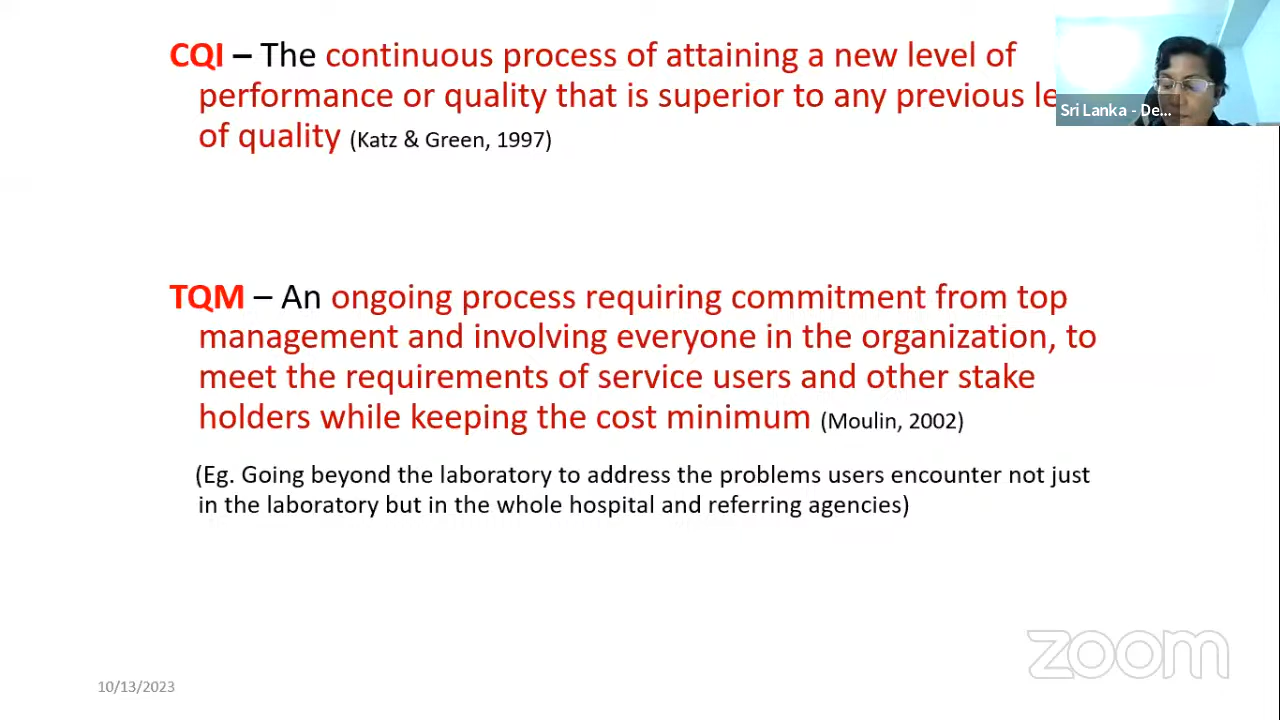 CQI – The continuous process of attaining a new level of
performance or quality that is superior to any previous le
of quality (Katz & Green, 1997)
Sri Lanka - De...
TQM – An ongoing process requiring commitment from top
management and involving everyone in the organization, to
meet the requirements of service users and other stake
holders while keeping the cost minimum (Moulin, 2002)
(Eg. Going beyond the laboratory to address the problems users encounter not just
in the laboratory but in the whole hospital and referring agencies)
zoom
10/13/2023